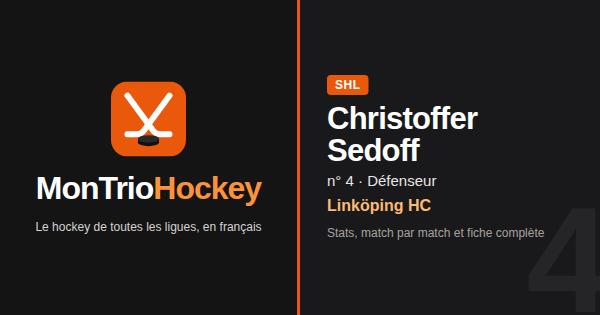 MonTrioHockey
Le hockey de toutes les ligues, en français
SHL
Christoffer
Sedoff
n° 4 · Défenseur
Linköping HC
Stats, match par match et fiche complète
4